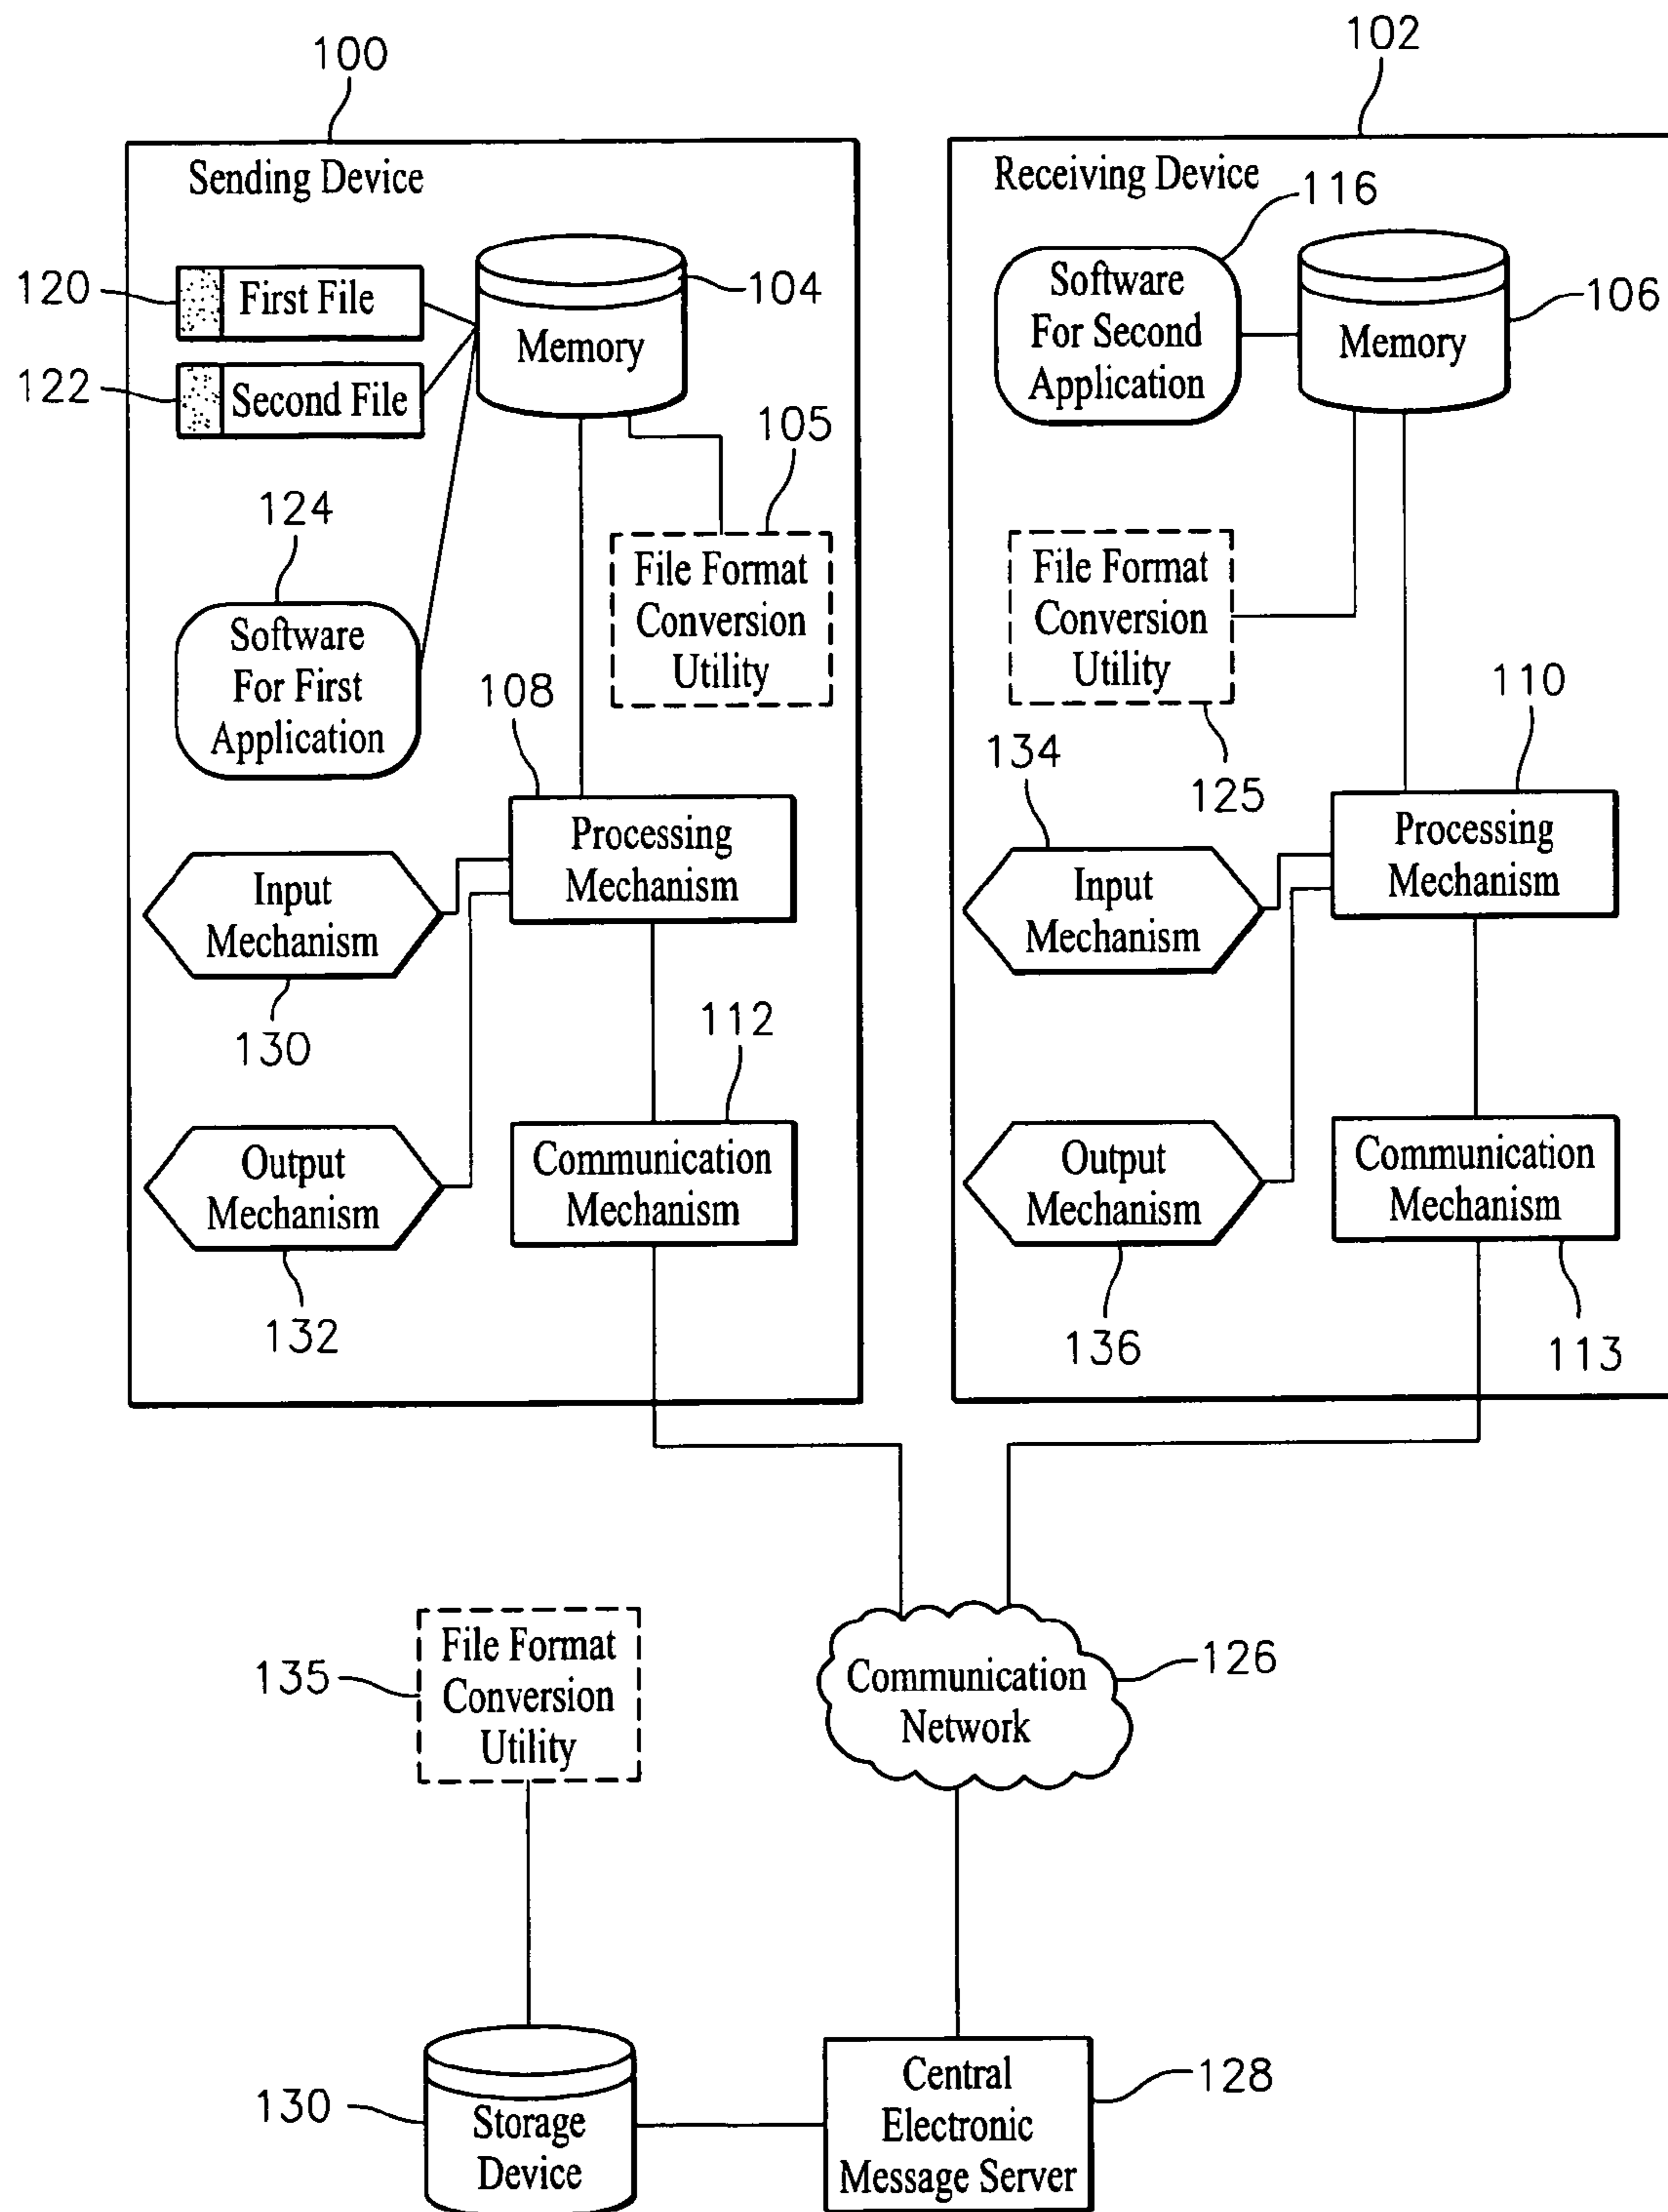 100
102
Sending Device
Receiving Device
116
120
First File
104
Memory
122
Second File
Software
For Second
Application
Memory
106
105
124
File Format
Conversion
Utility
File Format
Conversion
Utility
125
Software
For First
Application
108
110
134
Processing
Mechanism
Processing
Mechanism
Input
Mechanism
130
Input
Mechanism
112
Output
Mechanism
132
Communication
Mechanism
Output
Mechanism
136
Communication
Mechanism
113
135
File Format
Conversion
Utility
Communication
Network
126
130
Storage
Device
Central
Electronic
Message Server
128